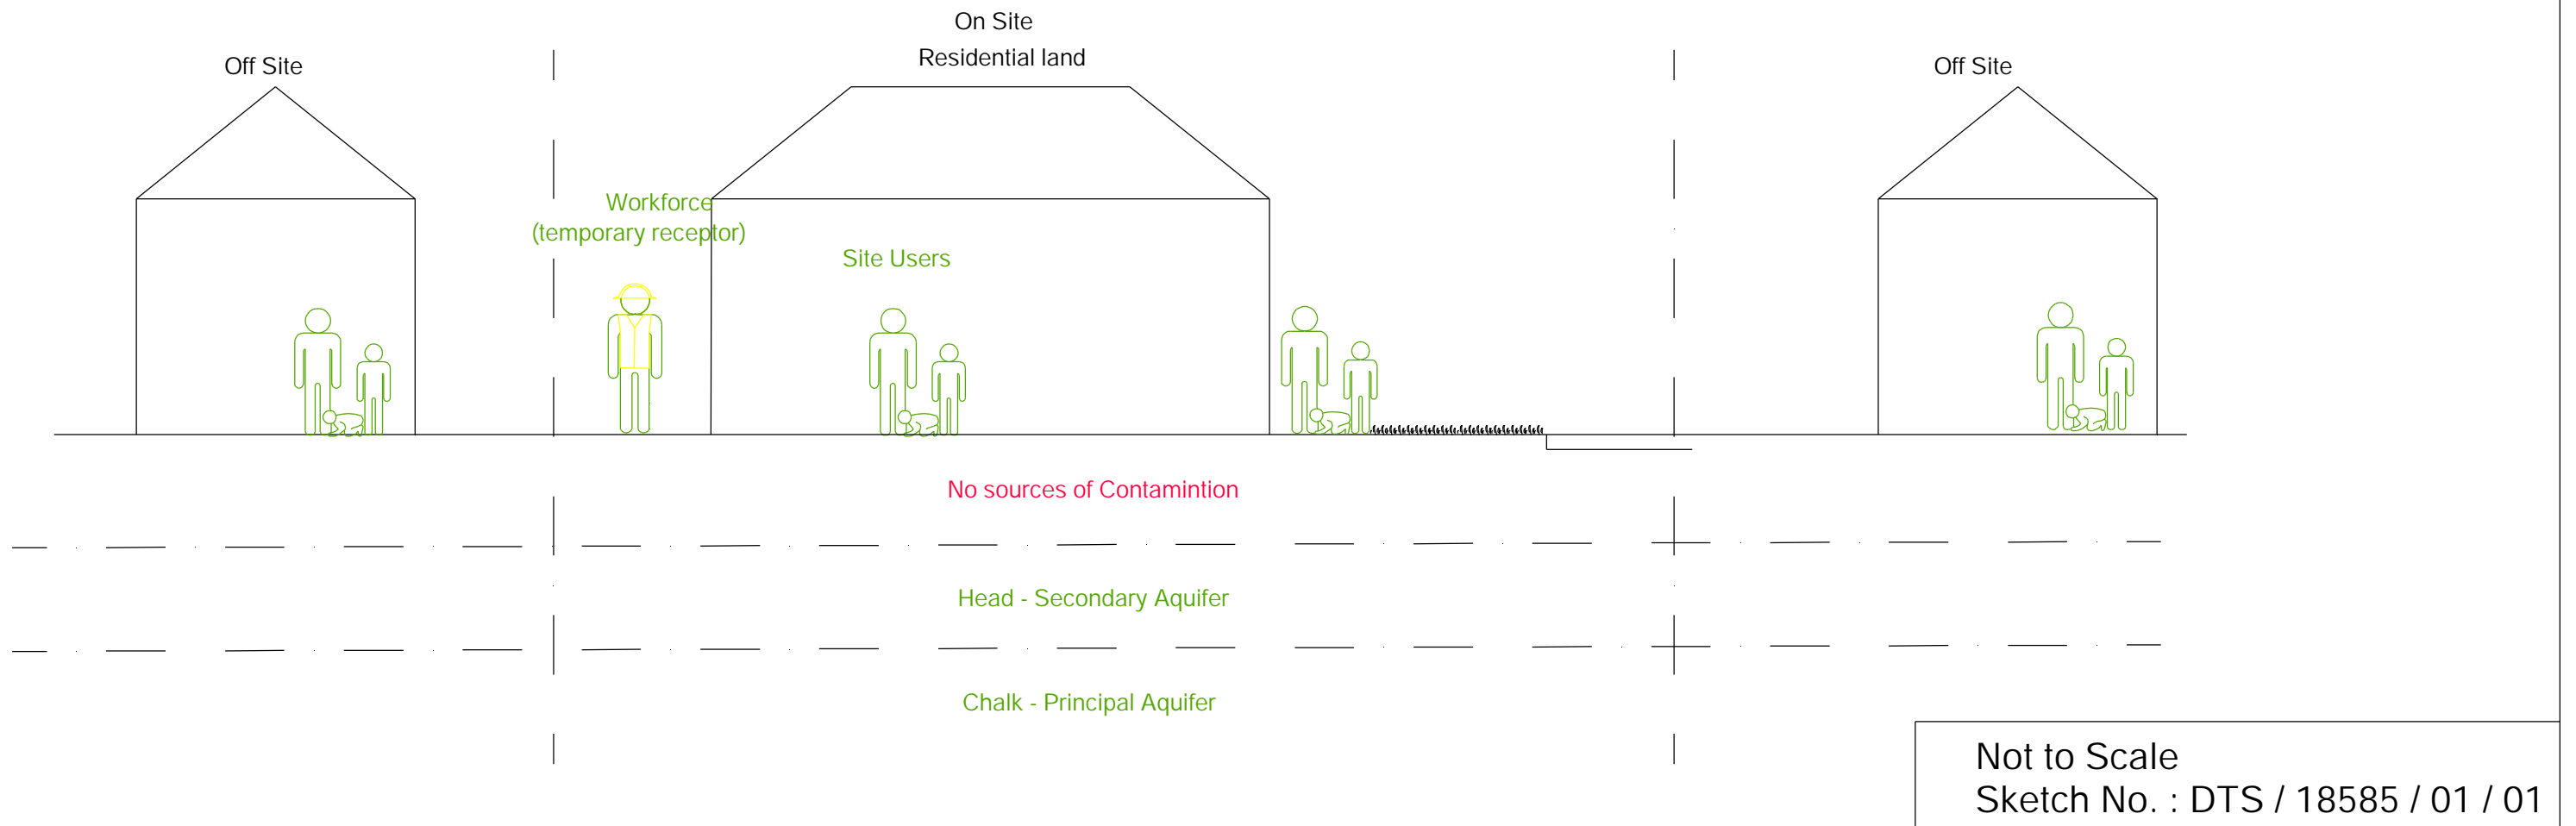 On Site
Residential land
Off Site
Off Site
Workforce
(temporary receptor)
Site Users
No sources of Contamintion
Head - Secondary Aquifer
Chalk - Principal Aquifer
Not to Scale
Sketch No. : DTS / 18585 / 01 / 01